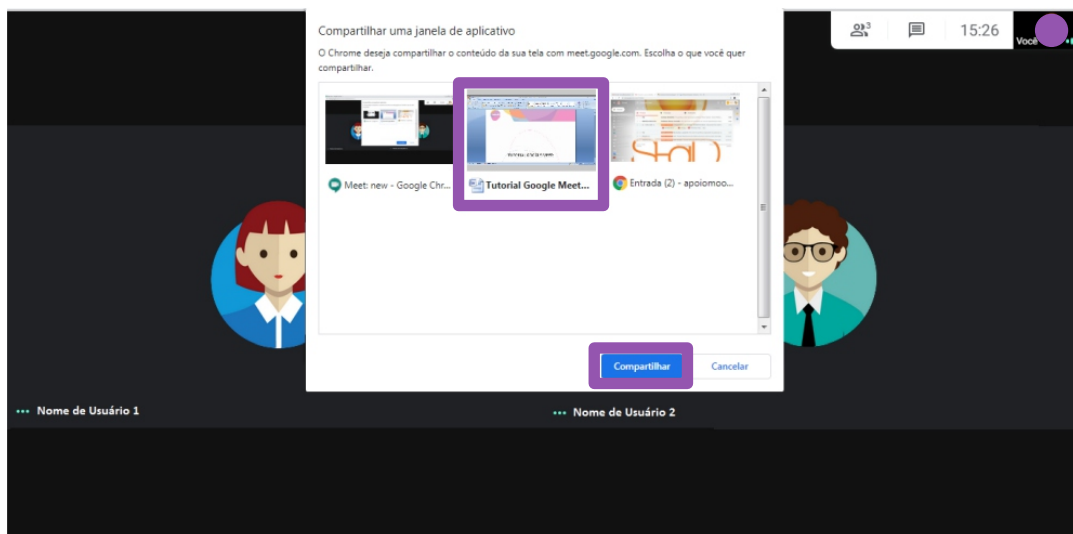 Compartilhar uma janela de aplicativo
O Chrome deseja compartilhar o conteúdo da sua tela com meet.google.com. Escolha o que você quer
compartilhar.
3
15:26
Você
Meet: new - Google Chr...
Tutorial Google Meet...
Entrada (2) - apoiomoo...
Compartilhar
Cancelar
Nome de Usuário 1
Nome de Usuário 2